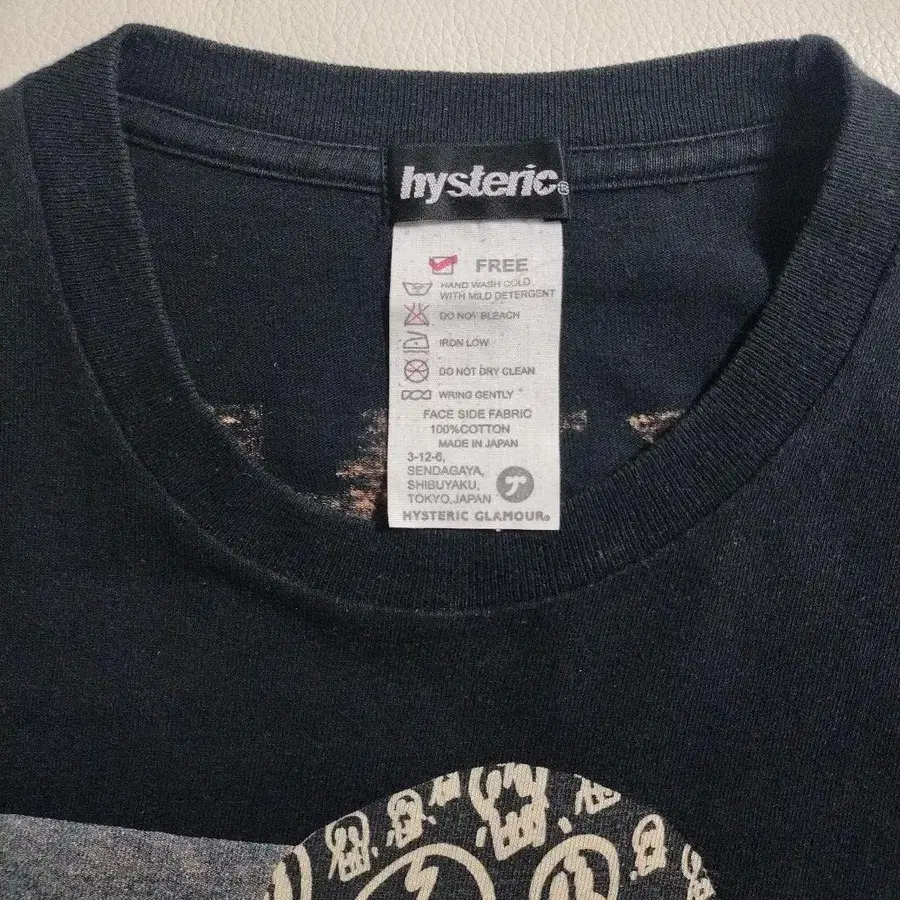 hysteric®
FREE
HAND WASH COLD
WITH MILD DETERGENT
DO NOT BLEACH
IRON LOW
DO NOT DRY CLEAN
WRING GENTLY
FACE SIDE FABRIC
100%COTTON
MADE IN JAPAN
3-12-6,
SENDAGAYA,
SHIBUYAKU,
TOKYO,JAPAN
HYSTERIC GLAMOUR®